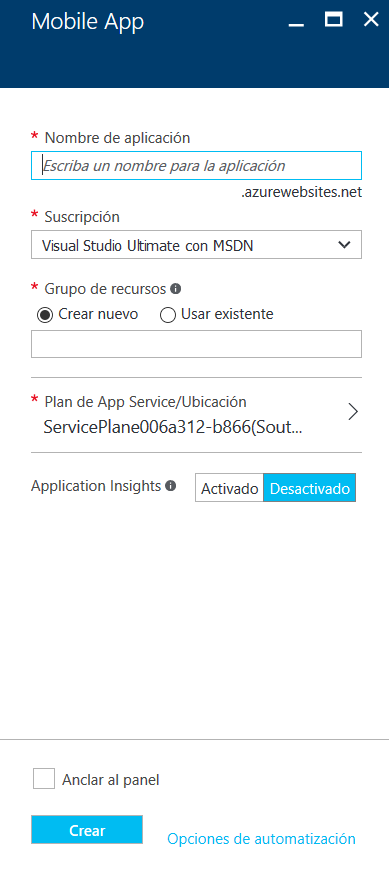 Mobile App
* Nombre de aplicación
Escriba un nombre para la aplicación
.azurewebsites.net
* Suscripción
Visual Studio Ultimate con MSDN
* Grupo de recursos
Crear nuevo Usar existente
* Plan de App Service/Ubicación
ServicePlane006a312-b866(Sout...
Application Insights Activado Desactivado
Anclar al panel
Crear Opciones de automatización